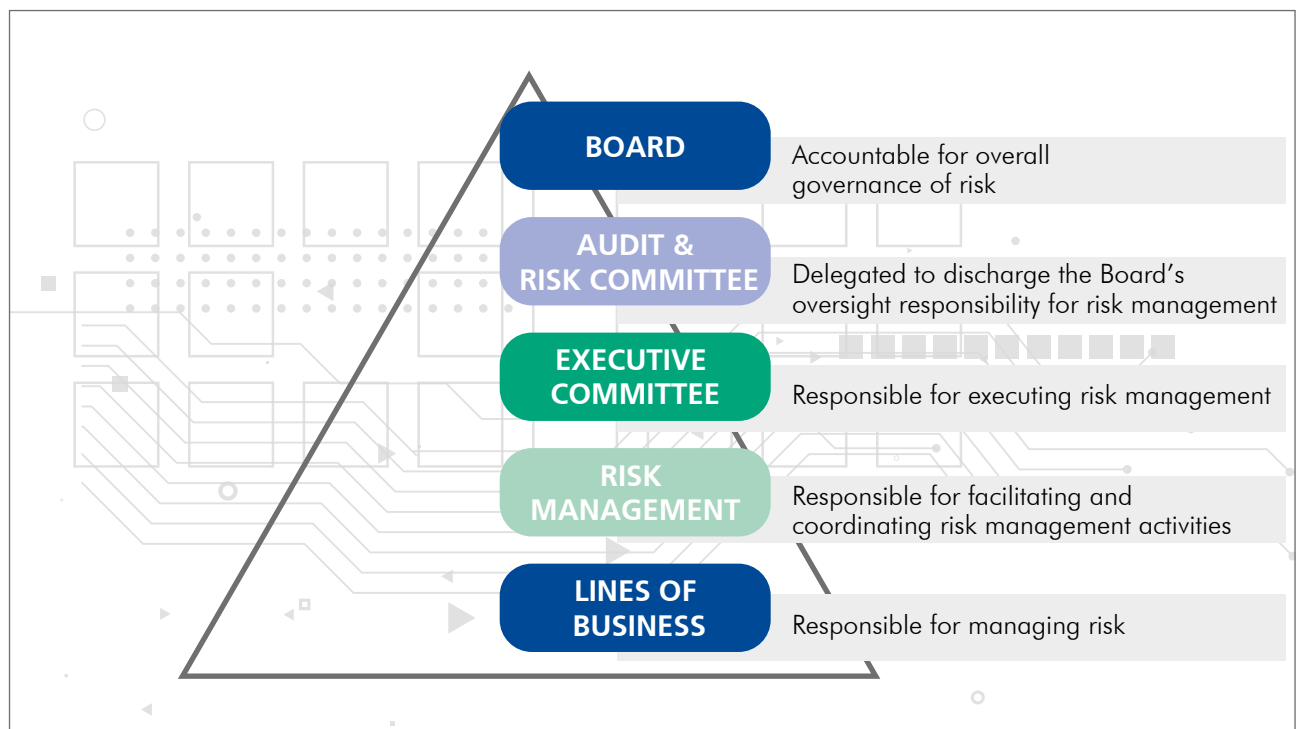 BOARD
Accountable for overall
governance of risk
AUDIT &
RISK COMMITTEE
Delegated to discharge the Board's
oversight responsibility for risk management
EXECUTIVE
COMMITTEE
Responsible for executing risk management
RISK
MANAGEMENT
Responsible for facilitating and
coordinating risk management activities
LINES OF
BUSINESS
Responsible for managing risk